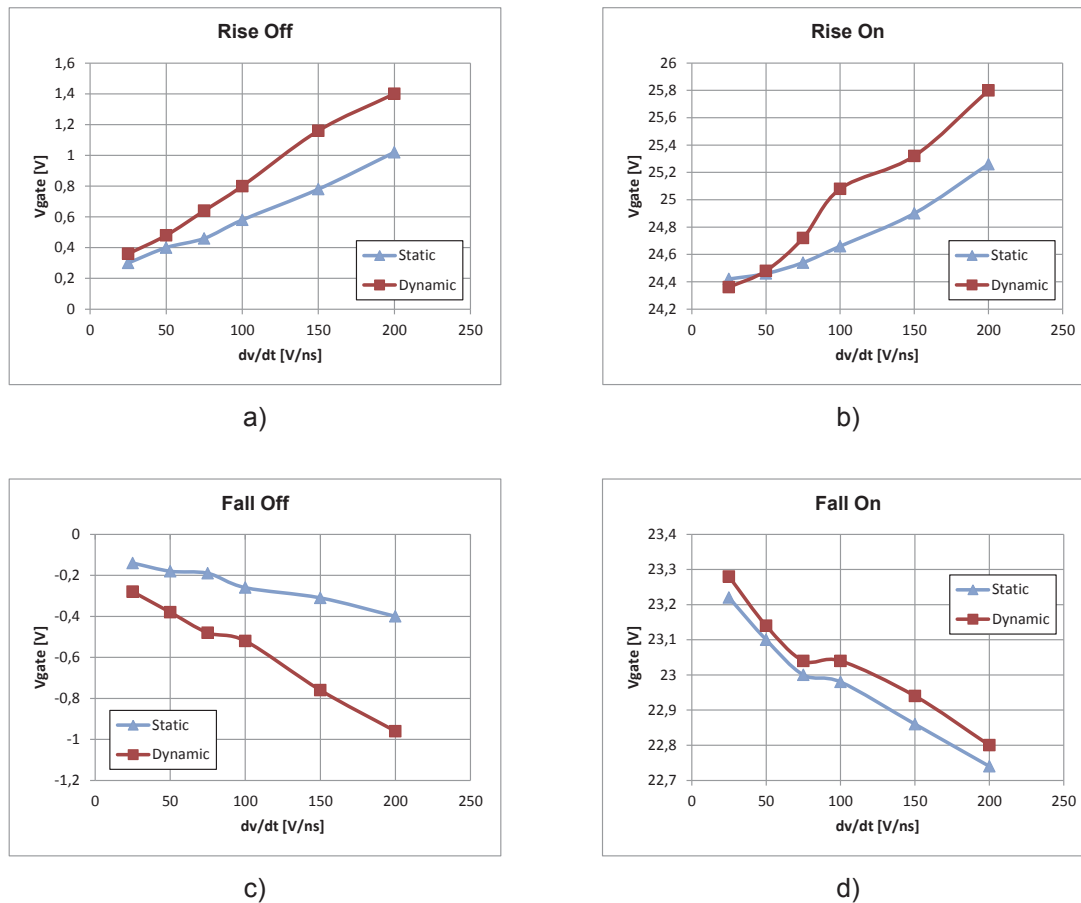 Rise Off
1,6
1,4
1,2
1
0,8
0,6
0,4
0,2
0
Vgate [V]
Static
Dynamic
0 50 100 150 200 250
dv/dt [V/ns]
a)
Rise On
26
25,8
25,6
25,4
25,2
25
24,8
24,6
24,4
24,2
Vgate [V]
Static
Dynamic
0 50 100 150 200 250
dv/dt [V/ns]
b)
Fall Off
0
-0,2
-0,4
-0,6
-0,8
-1
-1,2
Vgate [V]
Static
Dynamic
0 50 100 150 200 250
dv/dt [V/ns]
c)
Fall On
23,4
23,3
23,2
23,1
23
22,9
22,8
22,7
Vgate [V]
Static
Dynamic
0 50 100 150 200 250
dv/dt [V/ns]
d)